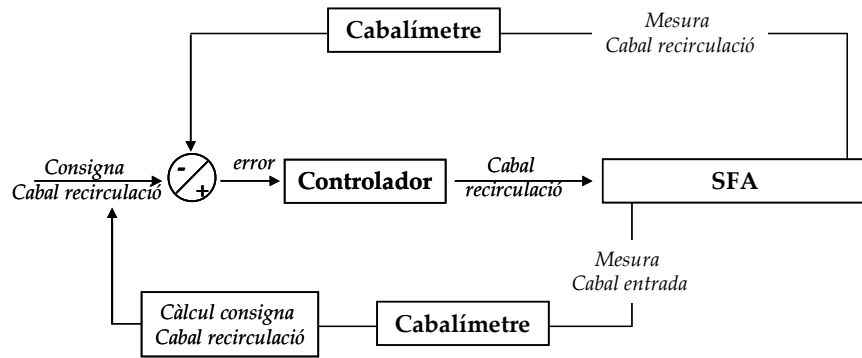 Cabalímetre
Mesura
Cabal recirculació
Consigna
Cabal recirculació
-
+
error
Controlador
Cabal
recirculació
SFA
Mesura
Cabal entrada
Càlcul consigna
Cabal recirculació
Cabalímetre